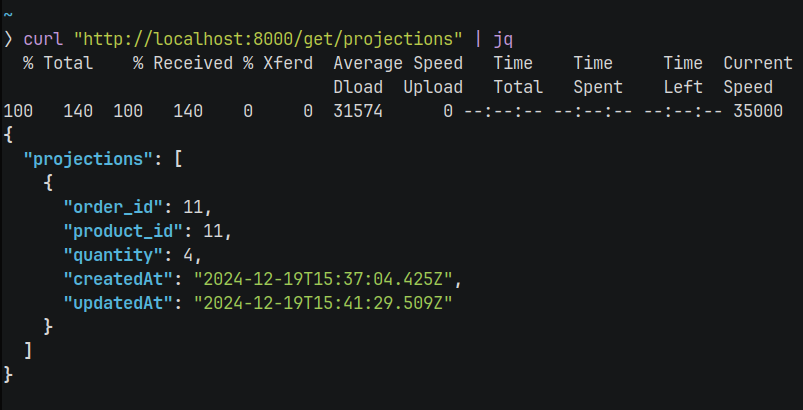 ~
❯ curl "http://localhost:8000/get/projections" | jq
  % Total    % Received % Xferd  Average Speed   Time    Time     Time  Current
                                 Dload  Upload   Total   Spent    Left  Speed
100   140  100   140    0     0  31574      0 --:--:-- --:--:-- --:--:-- 35000
{
  "projections": [
    {
      "order_id": 11,
      "product_id": 11,
      "quantity": 4,
      "createdAt": "2024-12-19T15:37:04.425Z",
      "updatedAt": "2024-12-19T15:41:29.509Z"
    }
  ]
}